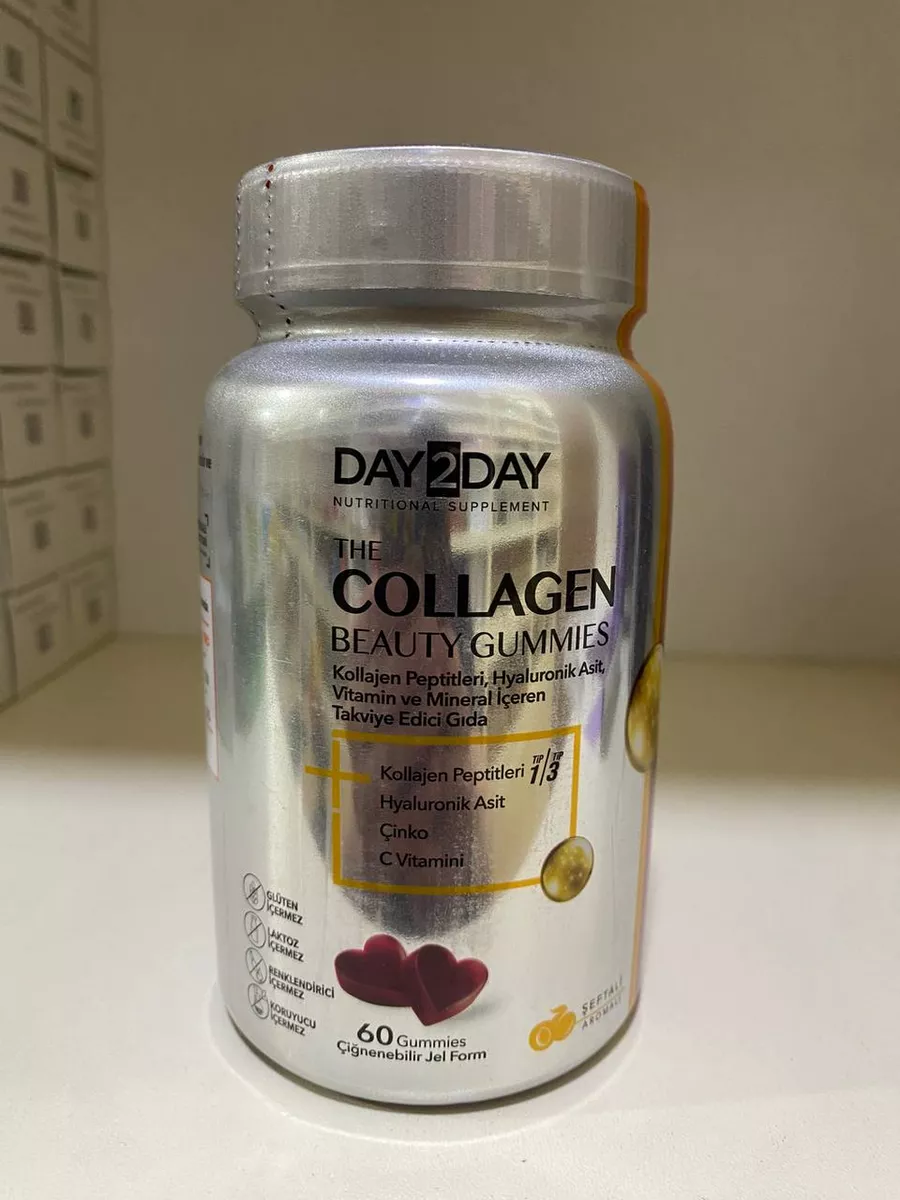 DAY2DAY
NUTRITIONAL SUPPLEMENT
THE
COLLAGEN
BEAUTY GUMMIES
Kollajen Peptitleri, Hyaluronik Asit,
Vitamin ve Mineral İçeren
Takviye Edici Gıda
Kollajen Peptitleri TİP 1/TİP 3
Hyaluronik Asit
Çinko
C Vitamini
GLÜTEN
İÇERMEZ
LAKTOZ
İÇERMEZ
RENKLENDİRİCİ
İÇERMEZ
KORUYUCU
İÇERMEZ
60 Gummies
Çiğnenebilir Jel Form
ŞEFTALİ
AROMALI